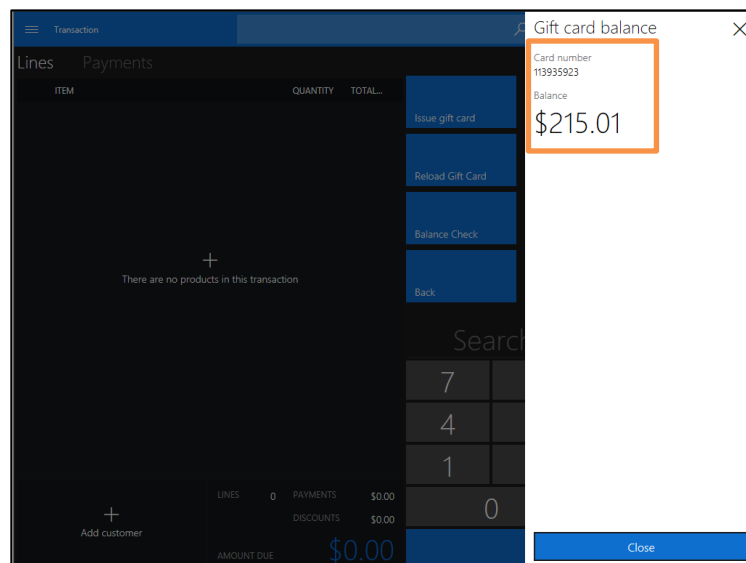 Transaction
Lines Payments
ITEM QUANTITY TOTAL...
There are no products in this transaction
Add customer
LINES 0 PAYMENTS $0.00
DISCOUNTS $0.00
AMOUNT DUE $0.00
Issue gift card
Reload Gift Card
Balance Check
Back
Search
7
4
1
0
Gift card balance
Card number
113935923
Balance
$215.01
Close